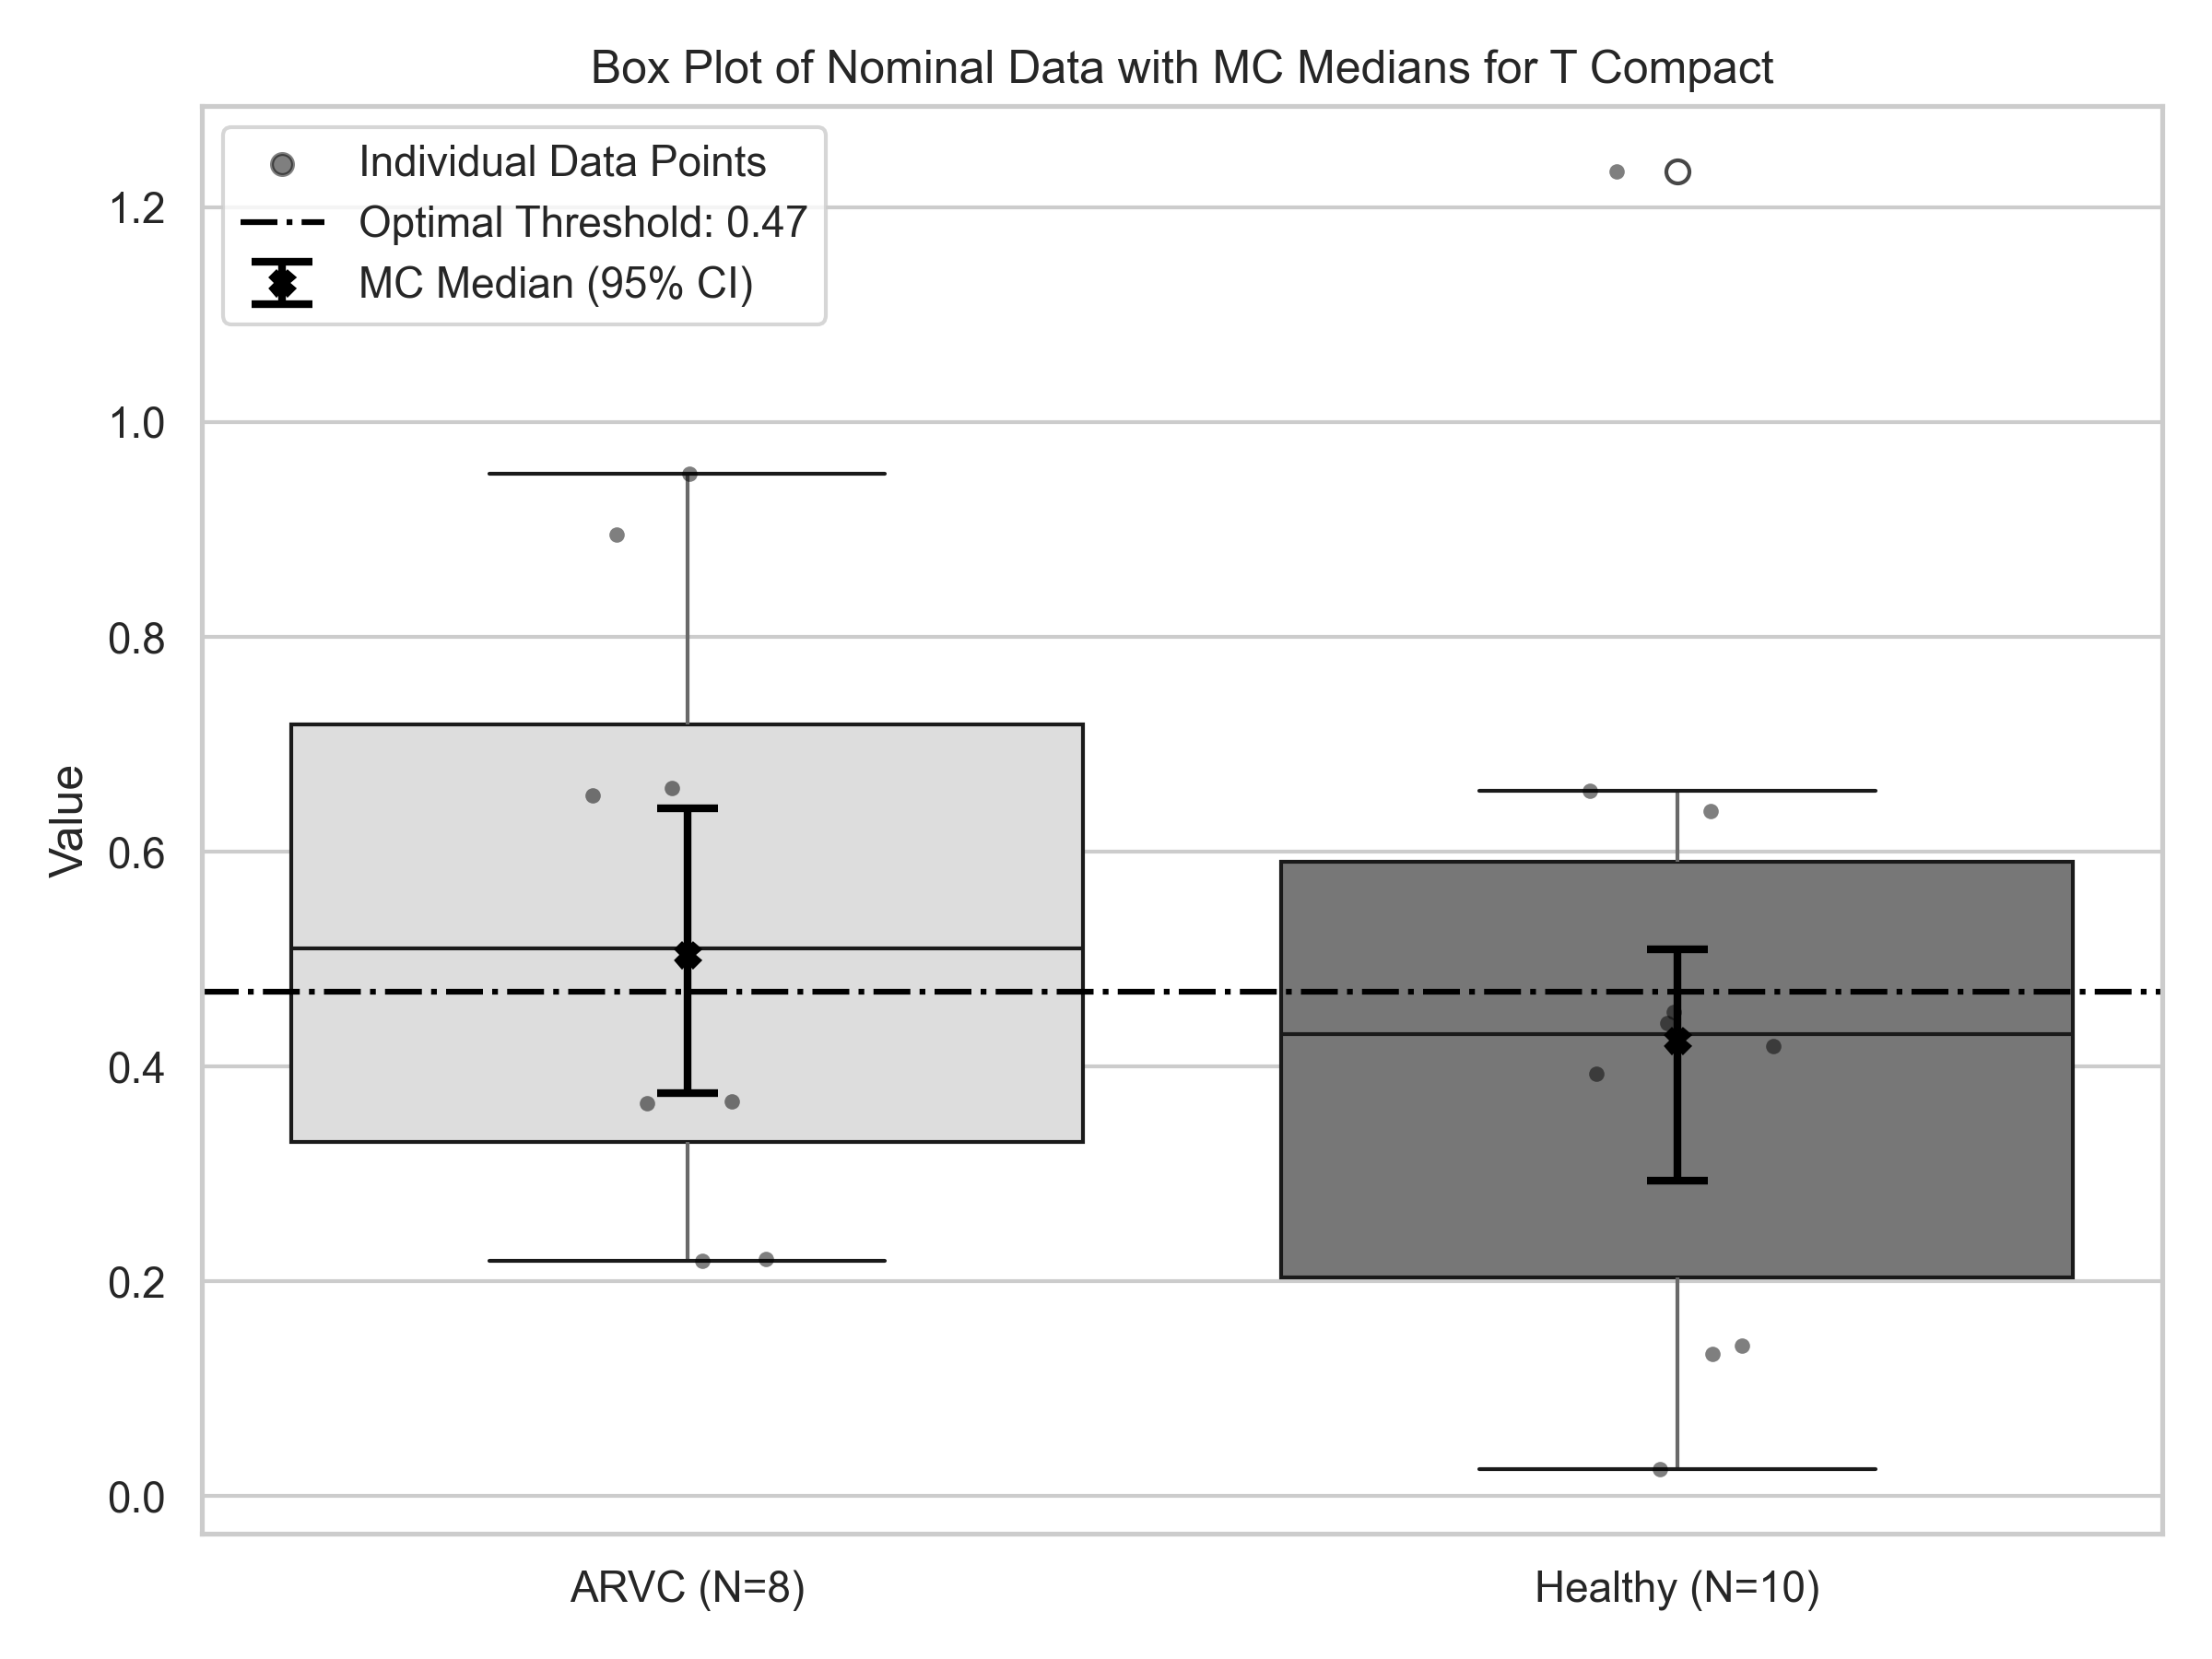 Box Plot of Nominal Data with MC Medians for T Compact
Individual Data Points
Optimal Threshold: 0.47
MC Median (95% CI)
1.2
1.0
0.8
0.6
0.4
0.2
0.0
Value
ARVC (N=8)
Healthy (N=10)